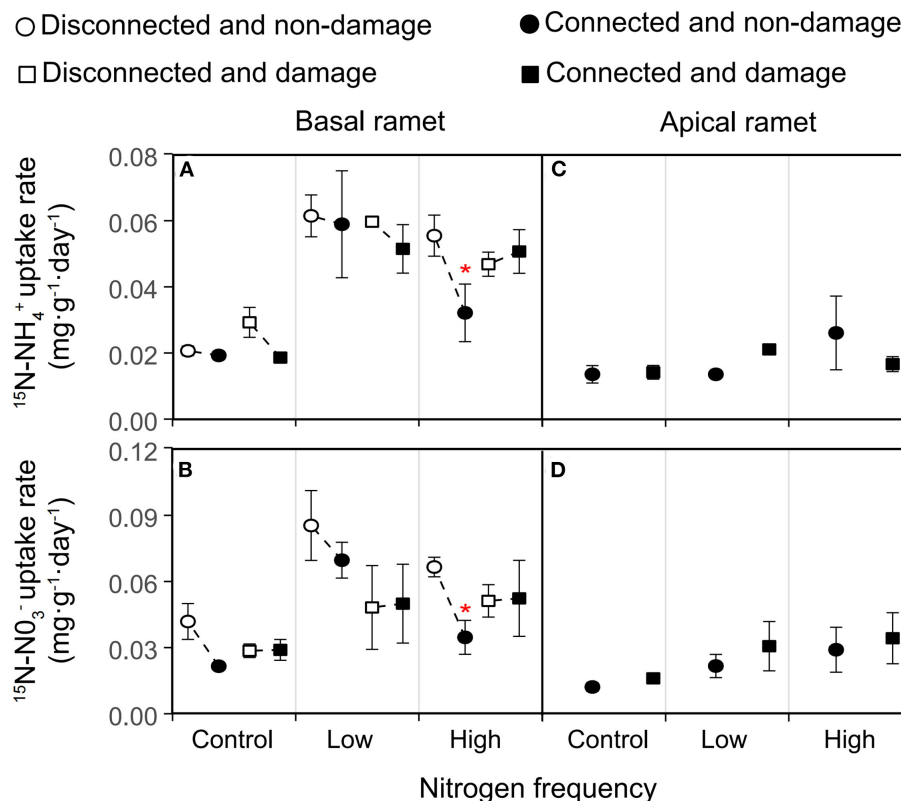 Disconnected and non-damage
Connected and non-damage
Disconnected and damage
Connected and damage
Basal ramet
Apical ramet
¹⁵N-NH₄⁺ uptake rate
(mg·g⁻¹·day⁻¹)
0.08
0.06
0.04
0.02
0.00
A
*
C
¹⁵N-N0₃⁻ uptake rate
(mg·g⁻¹·day⁻¹)
0.12
0.09
0.06
0.03
0.00
B
*
D
Control
Low
High
Control
Low
High
Nitrogen frequency